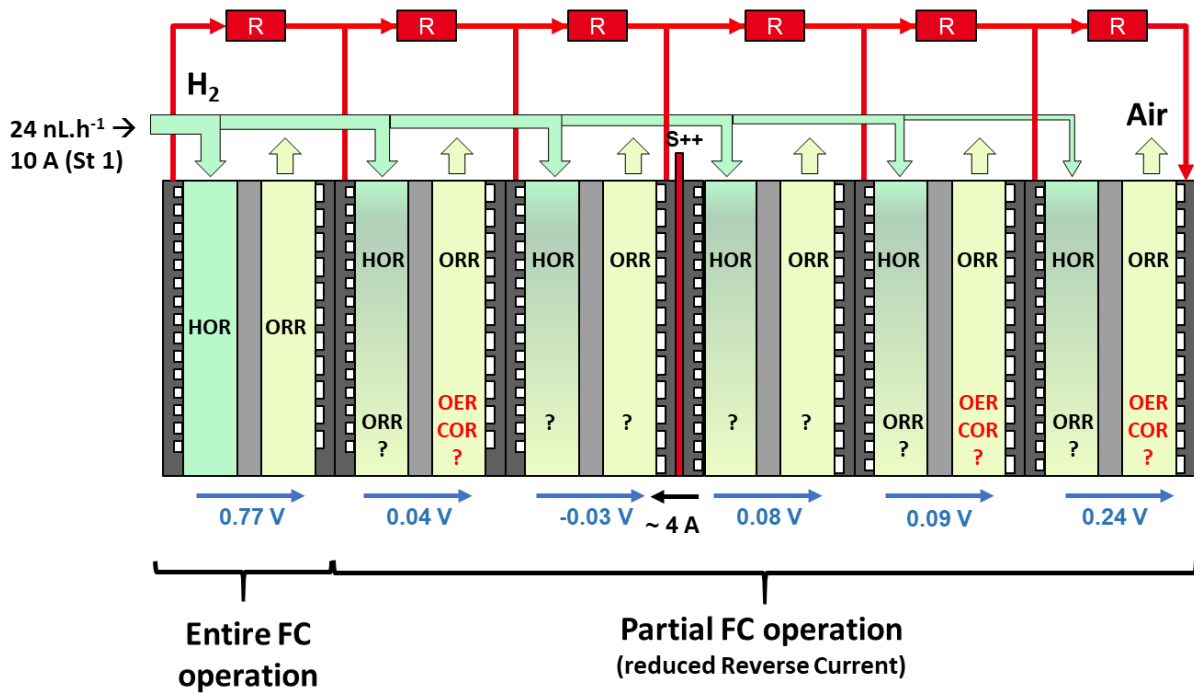 R R R R R R
H2
24 nL.h-1 →
10 A (St 1)
Air
S++
HOR ORR HOR ORR HOR ORR HOR ORR HOR ORR
HOR ORR
ORR
?
OER
COR
?
?
?
?
?
ORR
?
OER
COR
?
ORR
?
OER
COR
?
0.77 V 0.04 V -0.03 V ~ 4 A 0.08 V 0.09 V 0.24 V
Entire FC
operation
Partial FC operation
(reduced Reverse Current)